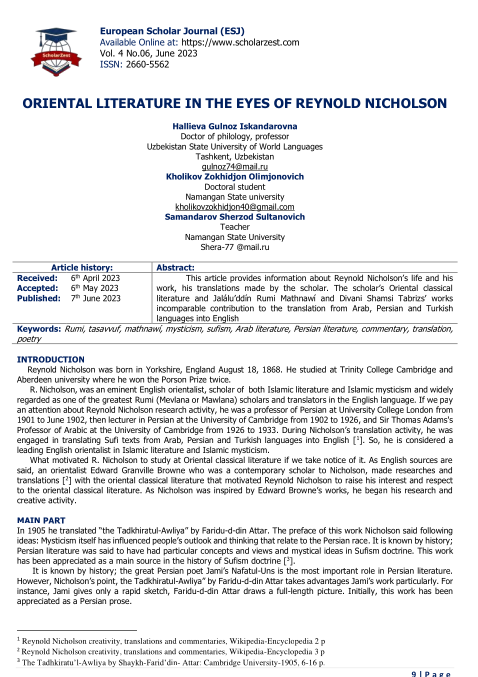 European Scholar Journal (ESJ)
Available Online at: https://www.scholarzest.com
Vol. 4 No.06, June 2023
ISSN: 2660-5562
ScholarZest
ORIENTAL LITERATURE IN THE EYES OF REYNOLD NICHOLSON
Hallieva Gulnoz Iskandarovna
Doctor of philology, professor
Uzbekistan State University of World Languages
Tashkent, Uzbekistan
gulnoz74@mail.ru
Kholikov Zokhidjon Olimjonovich
Doctoral student
Namangan State university
kholikovzokhidjon40@gmail.com
Samandarov Sherzod Sultanovich
Teacher
Namangan State University
Shera-77 @mail.ru
Article history:
Received: 6th April 2023
Accepted: 6th May 2023
Published: 7th June 2023
Abstract:
This article provides information about Reynold Nicholson's life and his
work, his translations made by the scholar. The scholar's Oriental classical
literature and Jalálu'ddín Rumi Mathnawí and Divani Shamsi Tabrizs' works
incomparable contribution to the translation from Arab, Persian and Turkish
languages into English
Keywords: Rumi, tasavvuf, mathnawí, mysticism, sufism, Arab literature, Persian literature, commentary, translation,
poetry
INTRODUCTION
Reynold Nicholson was born in Yorkshire, England August 18, 1868. He studied at Trinity College Cambridge and
Aberdeen university where he won the Person Prize twice.
R. Nicholson, was an eminent English orientalist, scholar of both Islamic literature and Islamic mysticism and widely
regarded as one of the greatest Rumi (Mevlana or Mawlana) scholars and translators in the English language. If we pay
an attention about Reynold Nicholson research activity, he was a professor of Persian at University College London from
1901 to June 1902, then lecturer in Persian at the University of Cambridge from 1902 to 1926, and Sir Thomas Adams's
Professor of Arabic at the University of Cambridge from 1926 to 1933. During Nicholson's translation activity, he was
engaged in translating Sufi texts from Arab, Persian and Turkish languages into English [1]. So, he is considered a
leading English orientalist in Islamic literature and Islamic mysticism.
What motivated R. Nicholson to study at Oriental classical literature if we take notice of it. As English sources are
said, an orientalist Edward Granville Browne who was a contemporary scholar to Nicholson, made researches and
translations [2] with the oriental classical literature that motivated Reynold Nicholson to raise his interest and respect
to the oriental classical literature. As Nicholson was inspired by Edward Browne's works, he began his research and
creative activity.
MAIN PART
In 1905 he translated "the Tadkhiratul-Awliya" by Faridu-d-din Attar. The preface of this work Nicholson said following
ideas: Mysticism itself has influenced people's outlook and thinking that relate to the Persian race. It is known by history;
Persian literature was said to have had particular concepts and views and mystical ideas in Sufism doctrine. This work
has been appreciated as a main source in the history of Sufism doctrine [3].
It is known by history; the great Persian poet Jami's Nafatul-Uns is the most important role in Persian literature.
However, Nicholson's point, the Tadkhiratul-Awliya" by Faridu-d-din Attar takes advantages Jami's work particularly. For
instance, Jami gives only a rapid sketch, Faridu-d-din Attar draws a full-length picture. Initially, this work has been
appreciated as a Persian prose.
1 Reynold Nicholson creativity, translations and commentaries, Wikipedia-Encyclopedia 2 p
2 Reynold Nicholson creativity, translations and commentaries, Wikipedia-Encyclopedia 3 p
3 The Tadhkiratu'l-Awliya by Shaykh-Farid'din- Attar: Cambridge University-1905, 6-16 p.
9 | P a g e